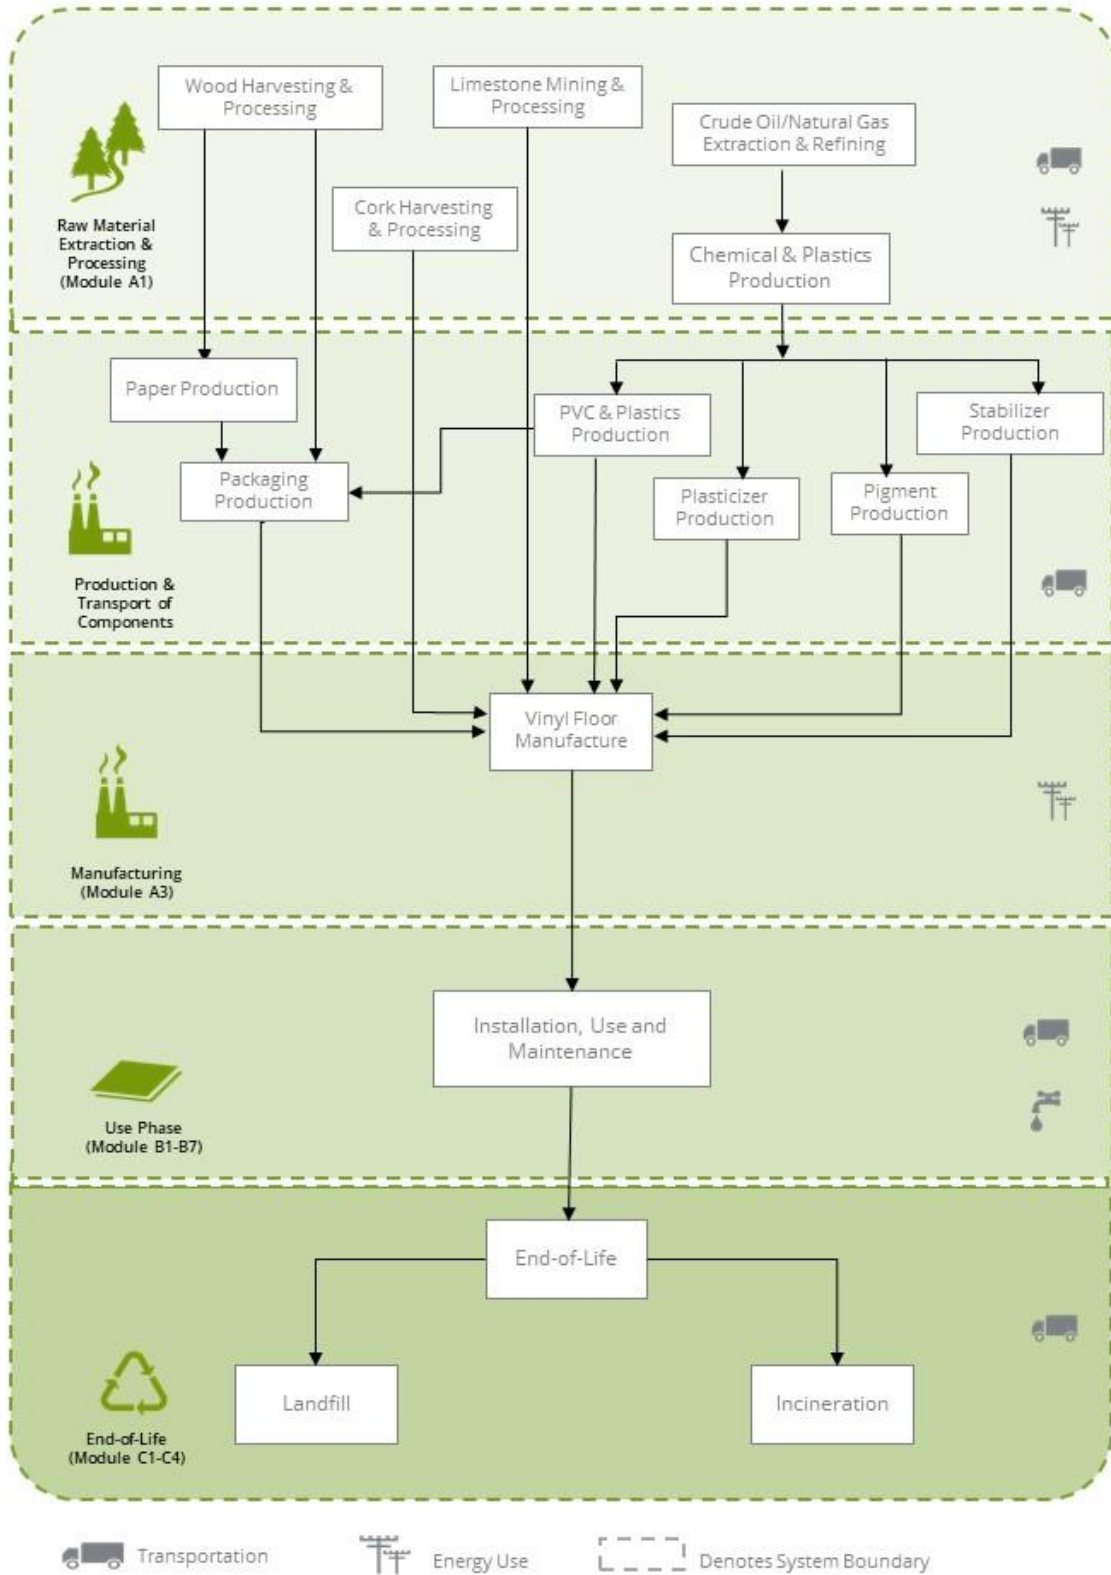 Wood Harvesting &
Processing
Limestone Mining &
Processing
Crude Oil/Natural Gas
Extraction & Refining
Cork Harvesting
& Processing
Raw Material
Extraction &
Processing
(Module A1)
Chemical & Plastics
Production
Paper Production
PVC & Plastics
Production
Stabilizer
Production
Packaging
Production
Plasticizer
Production
Pigment
Production
Production &
Transport of
Components
Vinyl Floor
Manufacture
Manufacturing
(Module A3)
Installation, Use and
Maintenance
Use Phase
(Module B1-B7)
End-of-Life
Landfill
Incineration
End-of-Life
(Module C1-C4)
Transportation
Energy Use
Denotes System Boundary